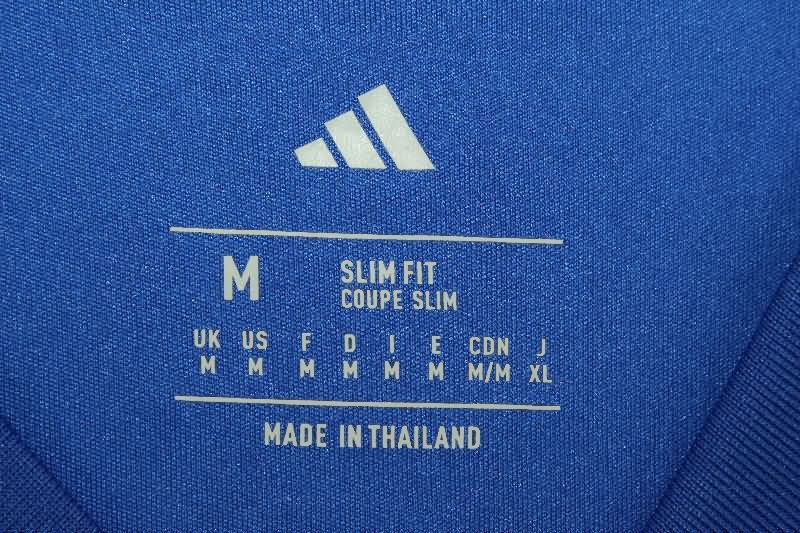 M
SLIM FIT
COUPE SLIM
UK US F D I E CDN J
M M M M M M M/M XL
MADE IN THAILAND